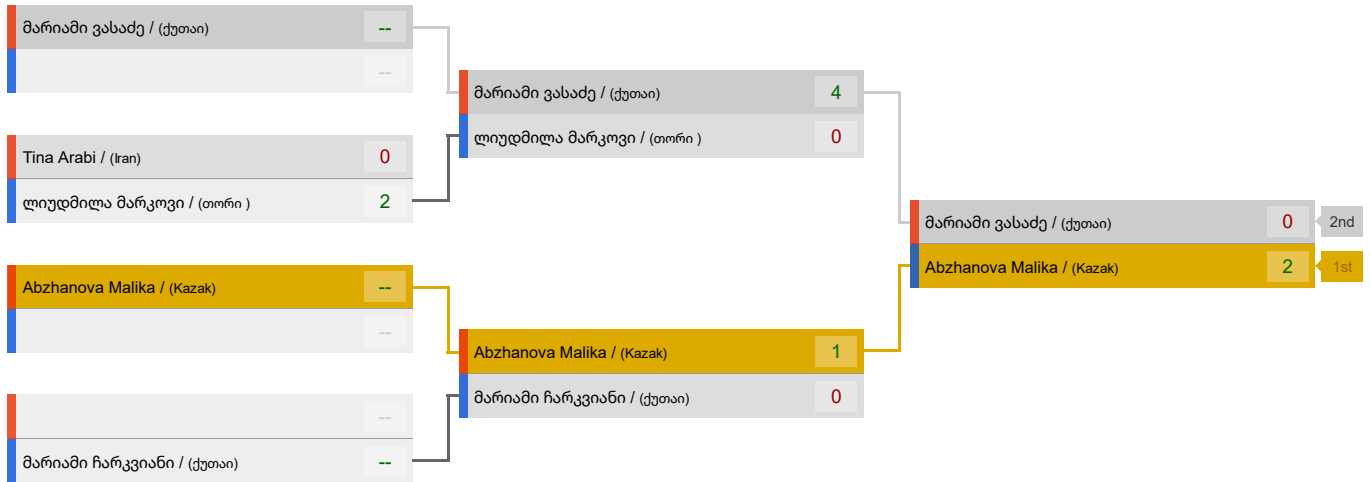 მარიამი ვასაძე / (ქუთაი) --
--
Tina Arabi / (Iran) 0
ლიუდმილა მარკოვი / (თორი ) 2
Abzhanova Malika / (Kazak) --
--
--
მარიამი ჩარკვიანი / (ქუთაი) --
მარიამი ვასაძე / (ქუთაი) 4
ლიუდმილა მარკოვი / (თორი ) 0
Abzhanova Malika / (Kazak) 1
მარიამი ჩარკვიანი / (ქუთაი) 0
მარიამი ვასაძე / (ქუთაი) 0 2nd
Abzhanova Malika / (Kazak) 2 1st